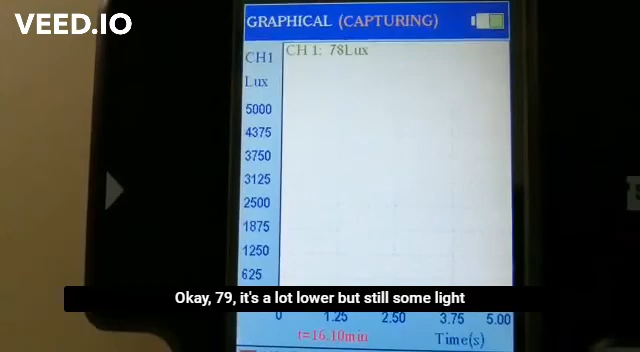 VEED.IO
GRAPHICAL (CAPTURING)
CH1
CH 1: 78Lux
Lux
5000
4375
3750
3125
2500
1875
1250
625
Okay, 79, it's a lot lower but still some light
0 1.25 2.50 3.75 5.00
t=16.10min Time(s)